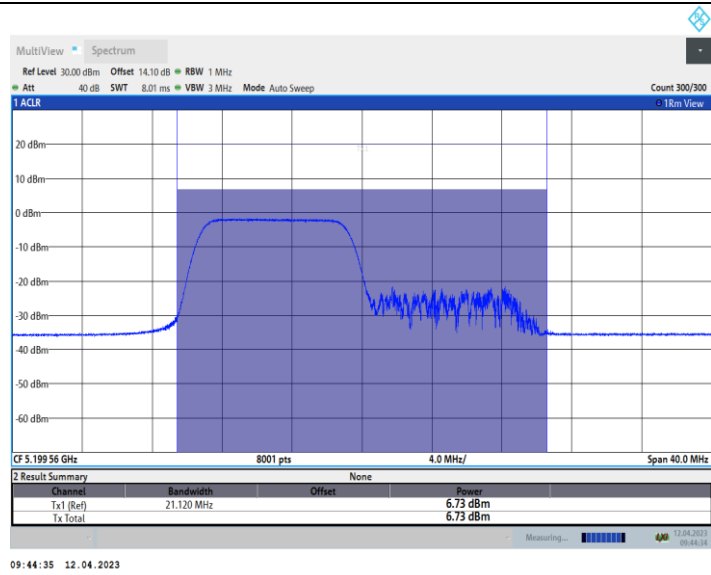 MultiView Spectrum
Ref Level 30.00 dBm Offset 14.10 dB RBW 1 MHz
Att 40 dB SWT 8.01 ms VBW 3 MHz Mode Auto Sweep Count 300/300
1 ACLR 1Rm View
20 dBm
10 dBm
0 dBm
-10 dBm
-20 dBm
-30 dBm
-40 dBm
-50 dBm
-60 dBm
CF 5.199 56 GHz 8001 pts 4.0 MHz/ Span 40.0 MHz
2 Result Summary None
Channel Bandwidth Offset Power
Tx1 (Ref) 21.120 MHz 6.73 dBm
Tx Total 6.73 dBm
Measuring... 12.04.2023
09:44:34
09:44:35 12.04.2023